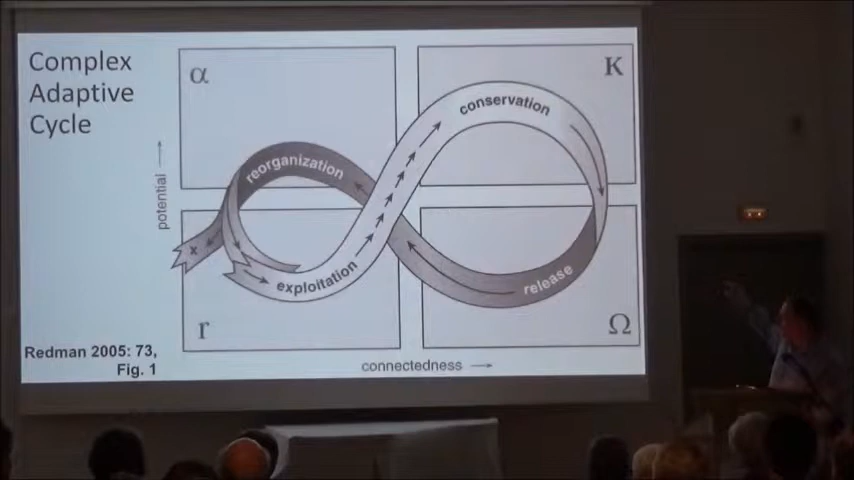 Complex
Adaptive
Cycle
α
K
conservation
reorganization
potential
x
exploitation
release
r
Ω
Redman 2005: 73,
Fig. 1
connectedness